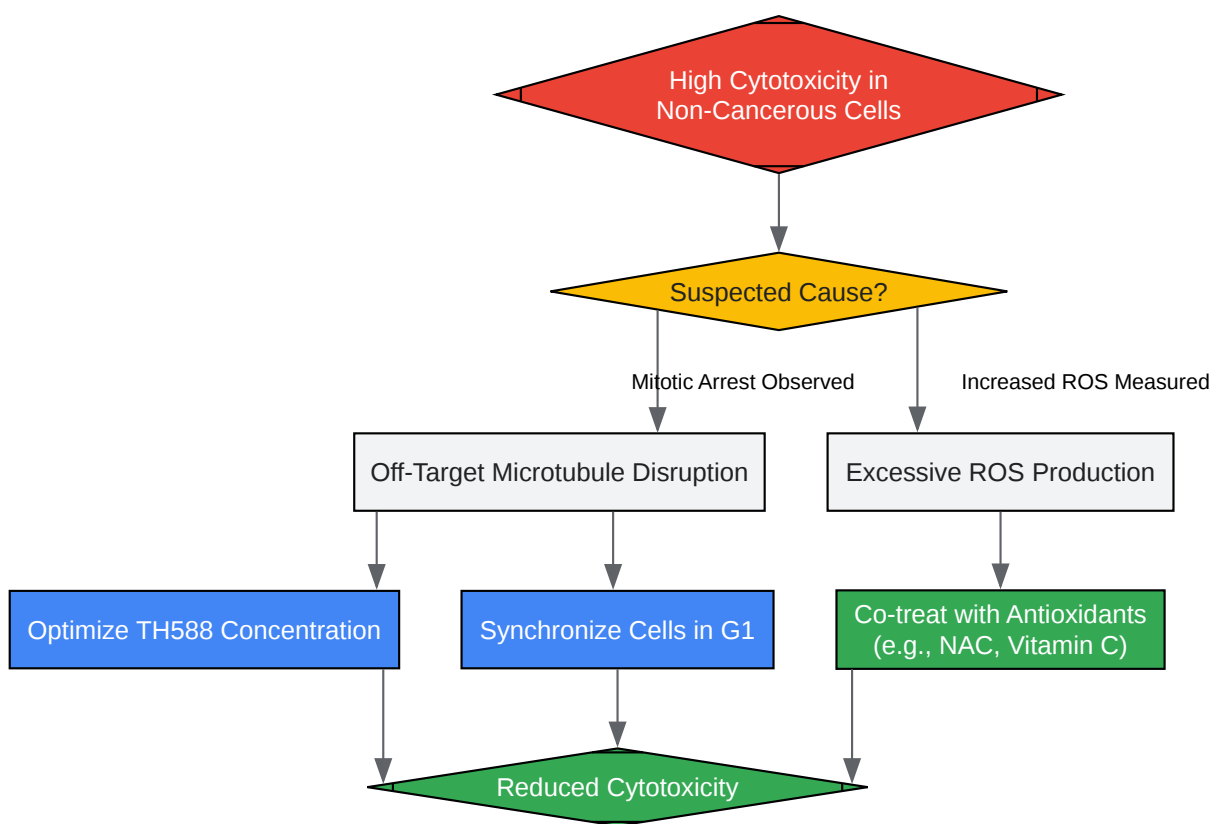 High Cytotoxicity in
Non-Cancerous Cells
Suspected Cause?
Mitotic Arrest Observed
Increased ROS Measured
Off-Target Microtubule Disruption
Excessive ROS Production
Optimize TH588 Concentration
Synchronize Cells in G1
Co-treat with Antioxidants
(e.g., NAC, Vitamin C)
Reduced Cytotoxicity